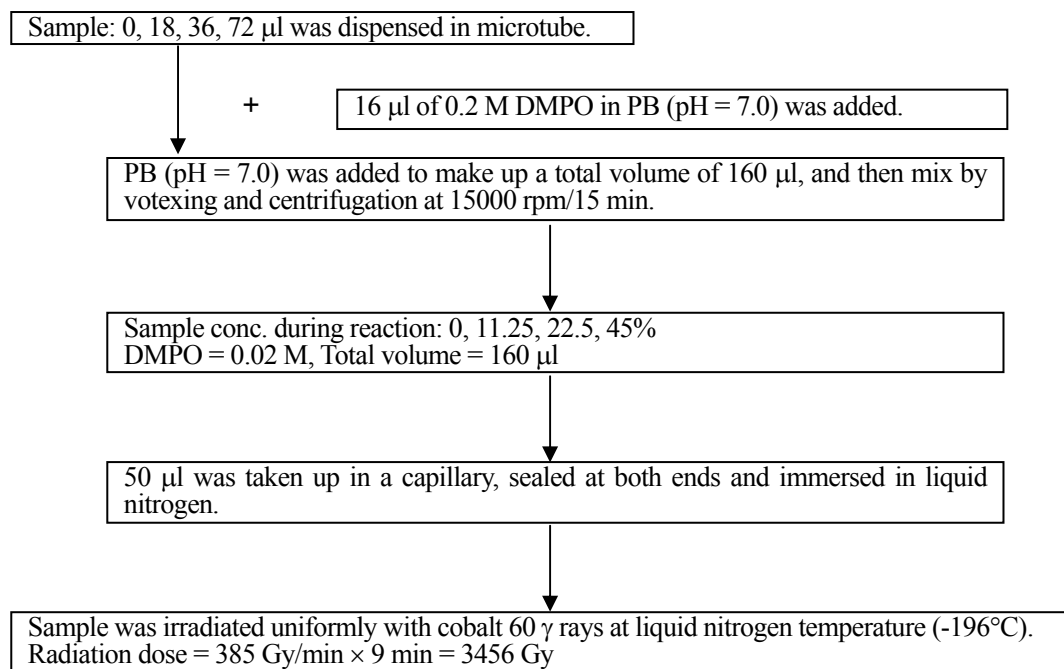 Sample: 0, 18, 36, 72 μl was dispensed in microtube.
+
16 μl of 0.2 M DMPO in PB (pH = 7.0) was added.
PB (pH = 7.0) was added to make up a total volume of 160 μl, and then mix by
votexing and centrifugation at 15000 rpm/15 min.
Sample conc. during reaction: 0, 11.25, 22.5, 45%
DMPO = 0.02 M, Total volume = 160 μl
50 μl was taken up in a capillary, sealed at both ends and immersed in liquid
nitrogen.
Sample was irradiated uniformly with cobalt 60 γ rays at liquid nitrogen temperature (-196°C).
Radiation dose = 385 Gy/min × 9 min = 3456 Gy